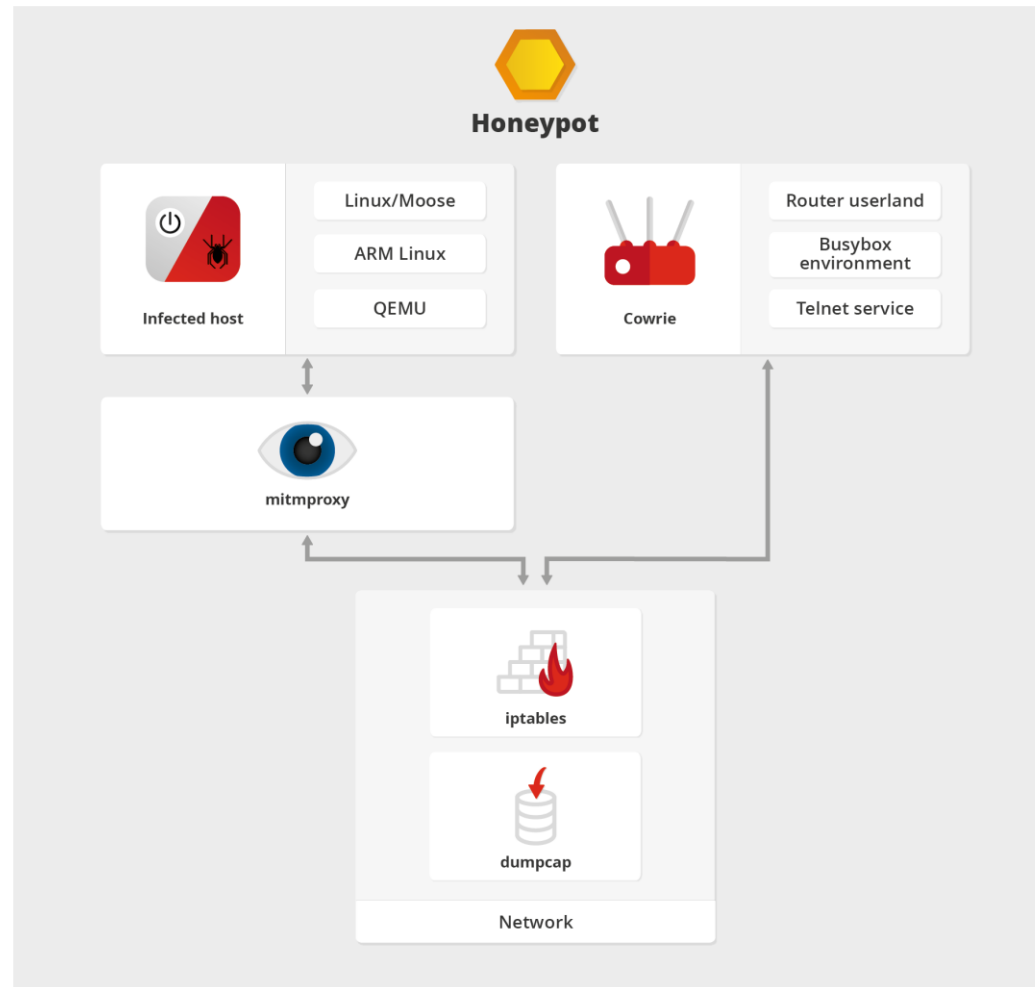 Honeypot
Linux/Moose
ARM Linux
QEMU
Infected host
Router userland
Busybox
environment
Telnet service
Cowrie
mitmproxy
iptables
dumpcap
Network